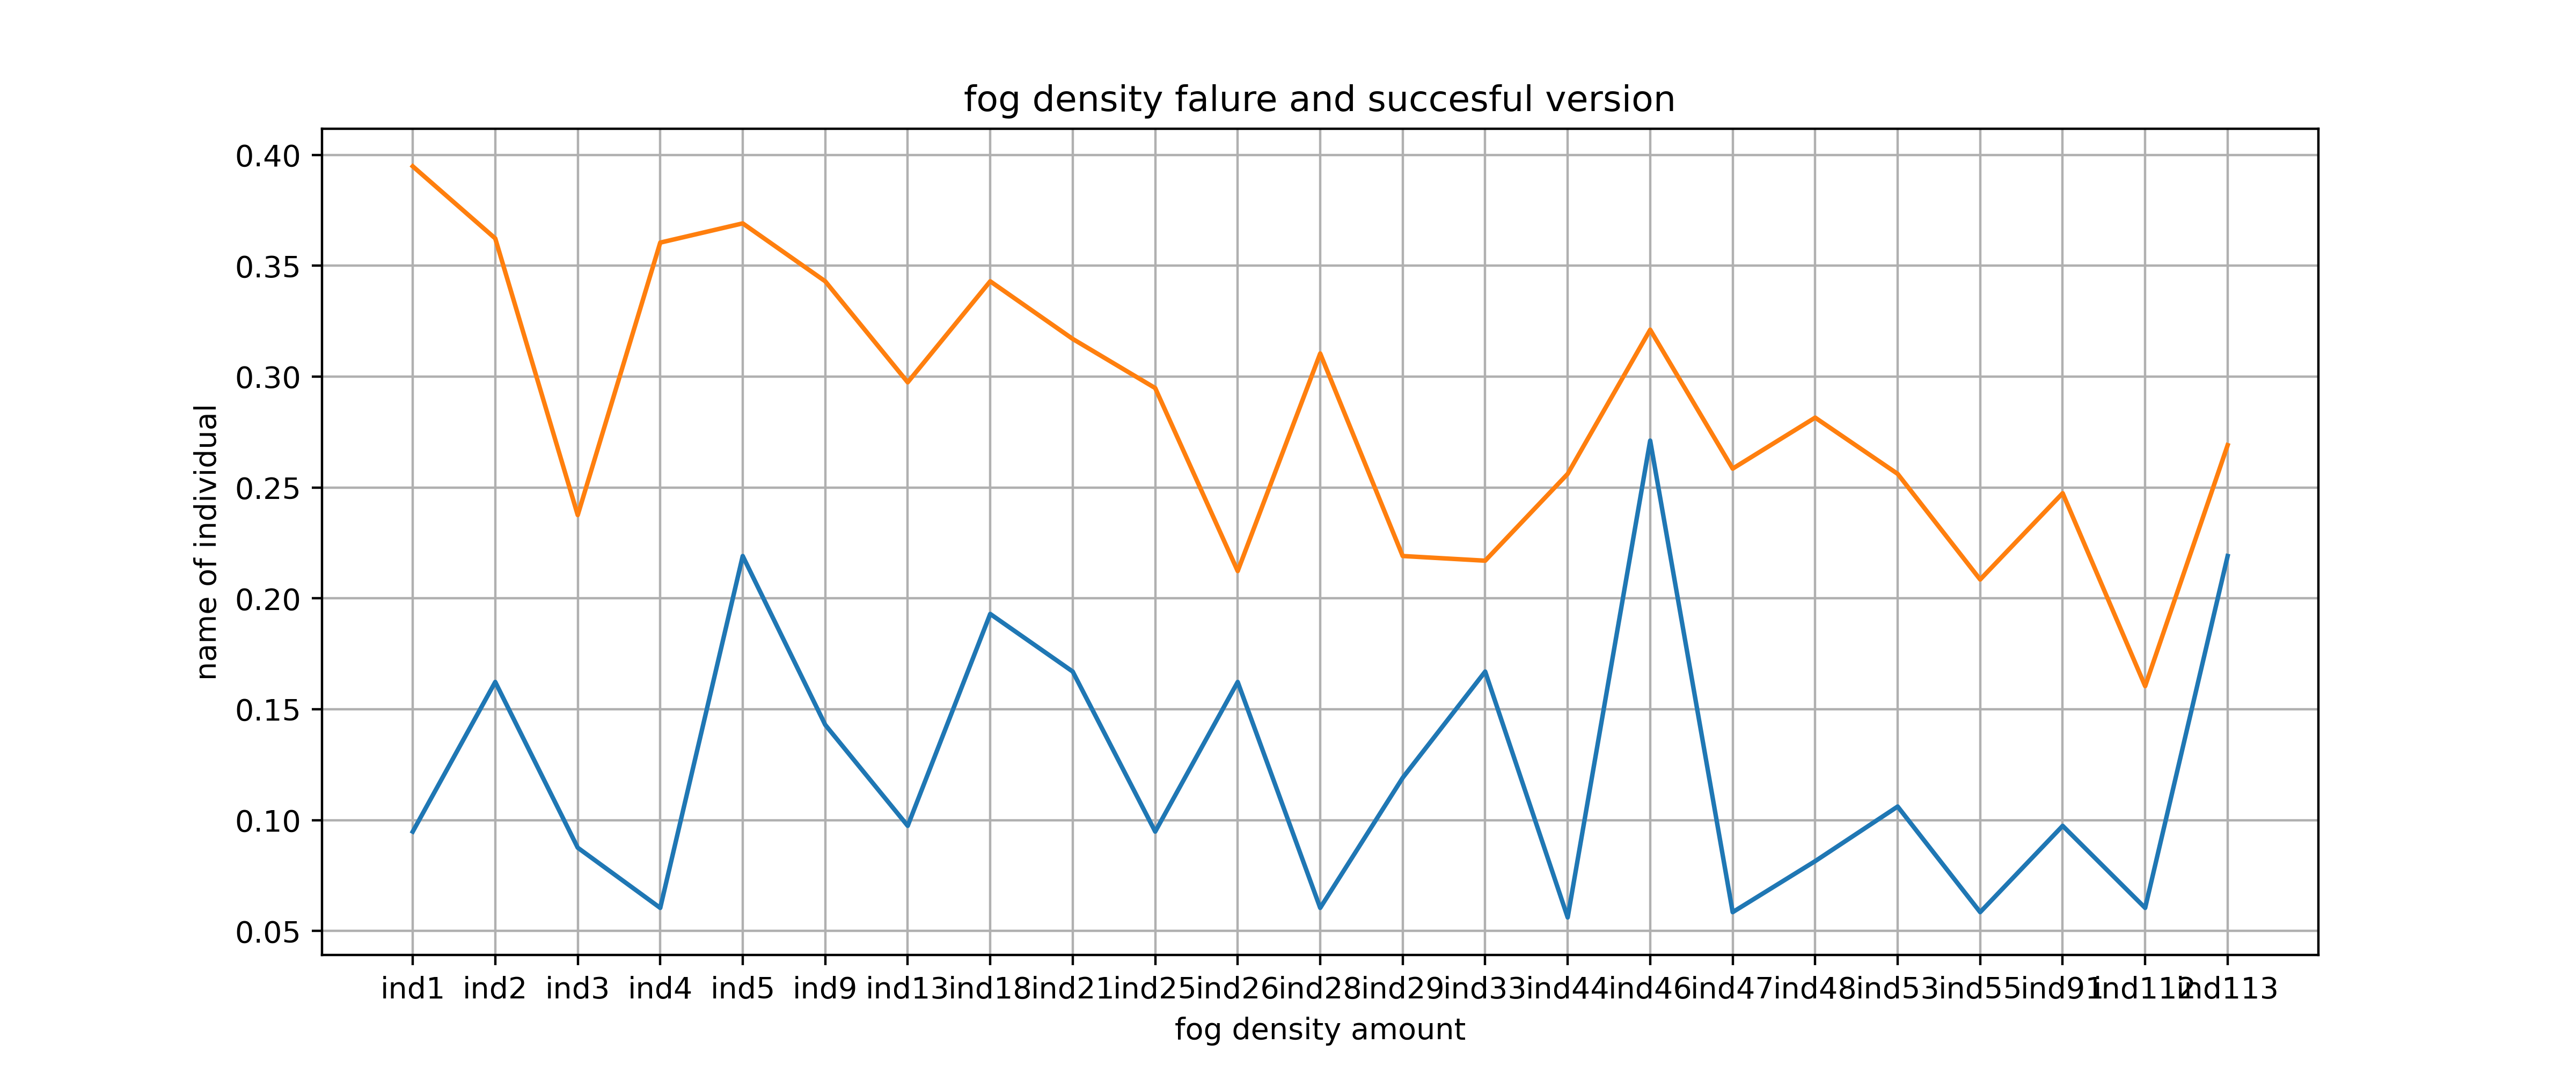 fog density falure and succesful version
0.40
0.35
0.30
0.25
0.20
0.15
0.10
0.05
name of individual
ind1 ind2 ind3 ind4 ind5 ind9 ind13 ind18 ind21 ind25 ind26 ind28 ind29 ind33 ind44 ind46 ind47 ind48 ind53 ind55 ind91 ind112 ind113
fog density amount